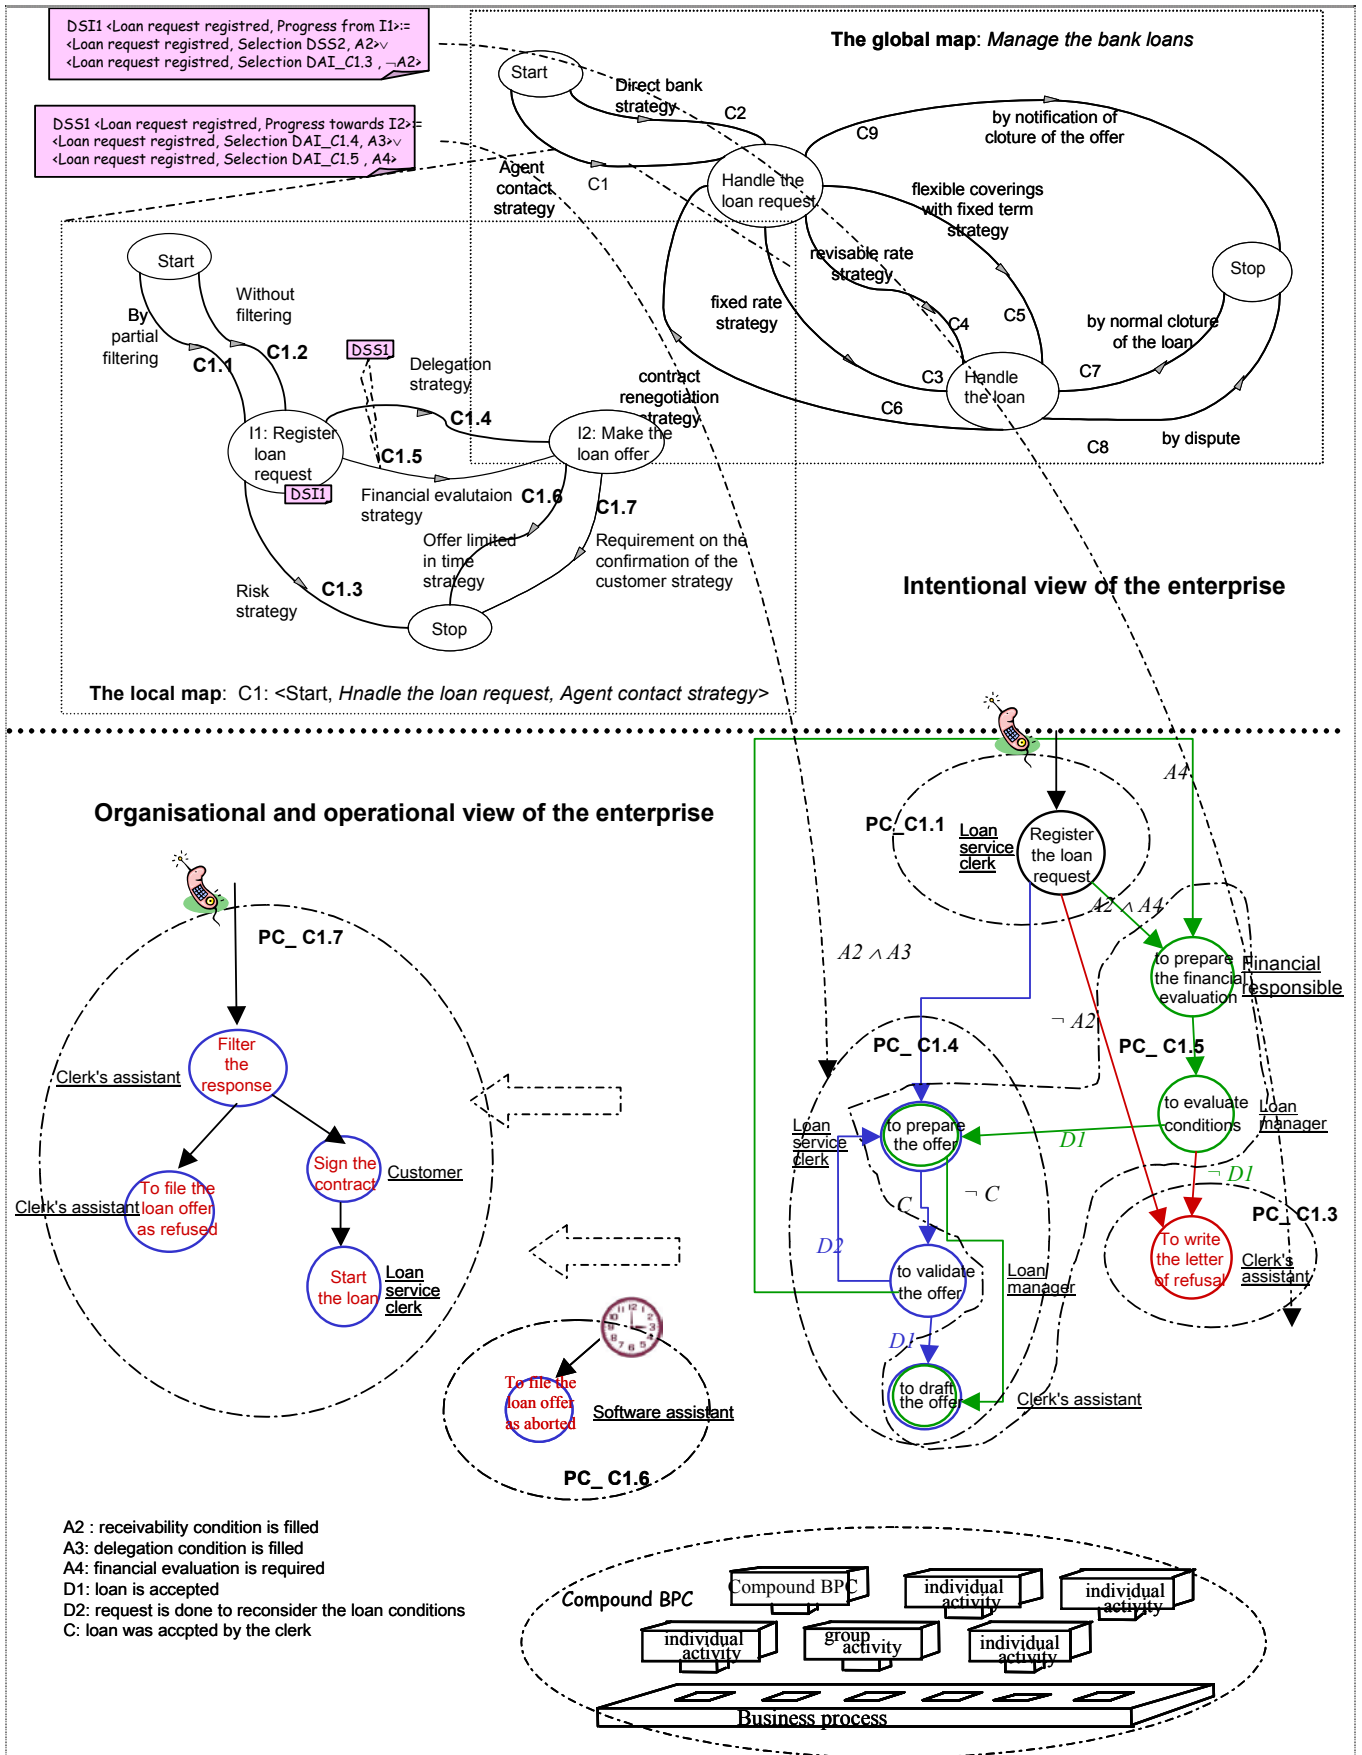 DSI1 <Loan request registred, Progress from I1>:=
<Loan request registred, Selection DSS2, A2>∨
<Loan request registred, Selection DAI_C1.3 , ¬A2>
DSS1 <Loan request registred, Progress towards I2>:=
<Loan request registred, Selection DAI_C1.4, A3>∨
<Loan request registred, Selection DAI_C1.5 , A4>
The global map: Manage the bank loans
Start
Direct bank
strategy
C2
C9
by notification of
cloture of the offer
Agent
contact
strategy
C1
Handle the
loan request
flexible coverings
with fixed term
strategy
revisable rate
strategy
Stop
fixed rate
strategy
C4
C5
by normal cloture
of the loan
C3
Handle
the loan
C7
contract
renegotiation
strategy
C6
C8
by dispute
Start
Without
filtering
By
partial
filtering
C1.1
C1.2
DSS1
Delegation
strategy
C1.4
I1: Register
loan
request
DSI1
C1.5
I2: Make the
loan offer
Financial evalutaion
strategy
C1.6
C1.7
Offer limited
in time
strategy
Requirement on the
confirmation of the
customer strategy
Risk
strategy
C1.3
Stop
The local map: C1: <Start, Hnadle the loan request, Agent contact strategy>
Intentional view of the enterprise
Organisational and operational view of the enterprise
A4
PC_C1.1
Loan
service
clerk
Register
the loan
request
A2 ∧ A4
A2 ∧ A3
¬ A2
to prepare
the financial
evaluation
Financial
responsible
PC_ C1.5
to evaluate
conditions
Loan
manager
PC_ C1.4
Loan
service
clerk
to prepare
the offer
D1
¬ D1
C
¬ C
D2
to validate
the offer
Loan
manager
D1
to draft
the offer
Clerk's assistant
PC_ C1.3
To write
the letter
of refusal
Clerk's
assistant
PC_ C1.7
Filter
the
response
Clerk's assistant
Sign the
contract
Customer
Clerk's assistant
To file the
loan offer
as refused
Start
the loan
Loan
service
clerk
To file the
loan offer
as aborted
Software assistant
PC_ C1.6
A2 : receivability condition is filled
A3: delegation condition is filled
A4: financial evaluation is required
D1: loan is accepted
D2: request is done to reconsider the loan conditions
C: loan was accpted by the clerk
Compound BPC
Compound BPC
individual
activity
individual
activity
individual
activity
group
activity
individual
activity
Business process